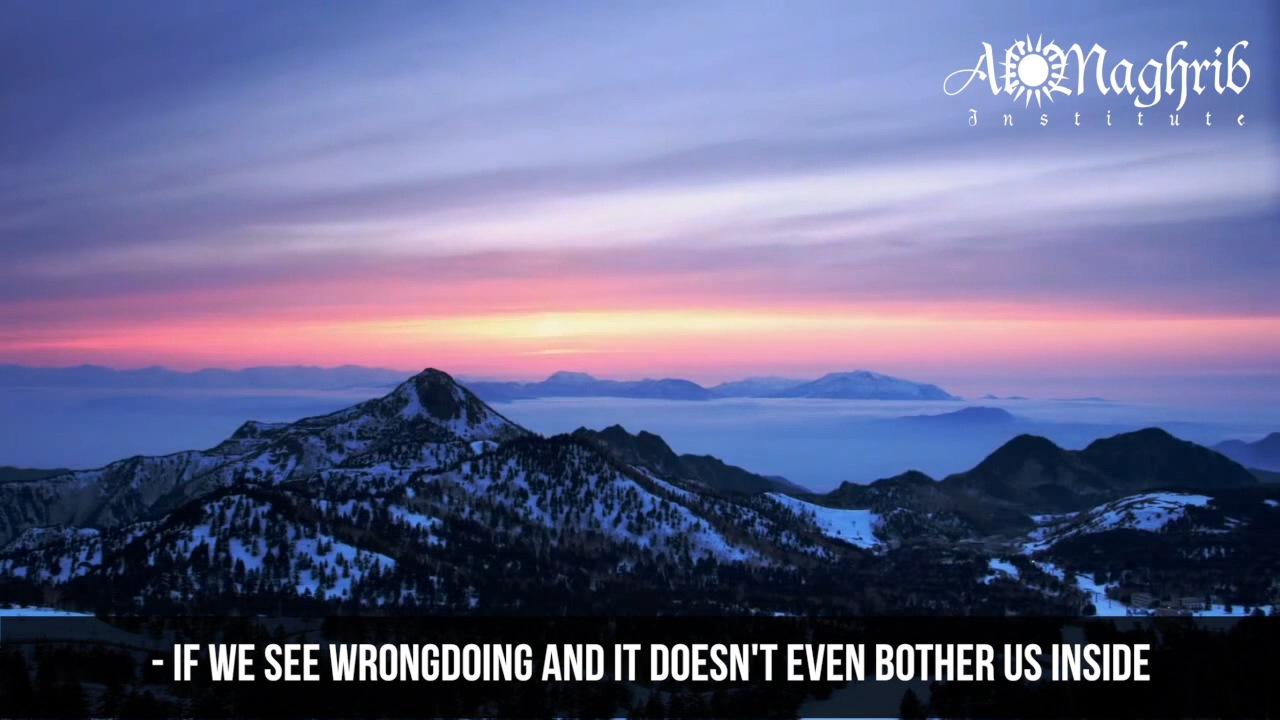 AlMaghrib
Institute
- IF WE SEE WRONGDOING AND IT DOESN'T EVEN BOTHER US INSIDE